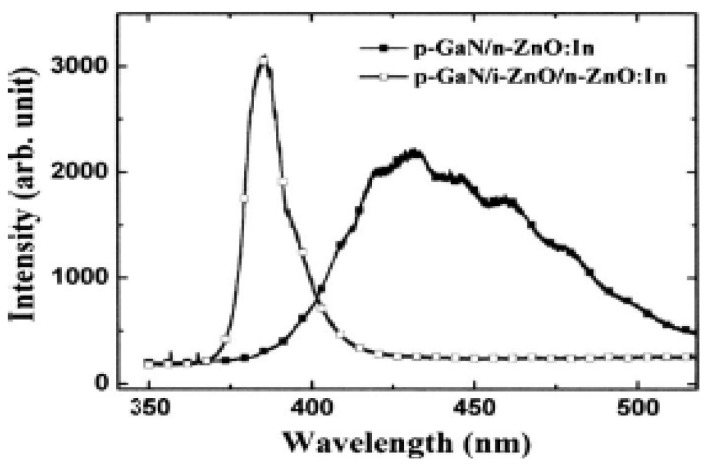 p-GaN/n-ZnO:In
p-GaN/i-ZnO/n-ZnO:In
Intensity (arb. unit)
3000
2000
1000
0
350
400
450
500
Wavelength (nm)